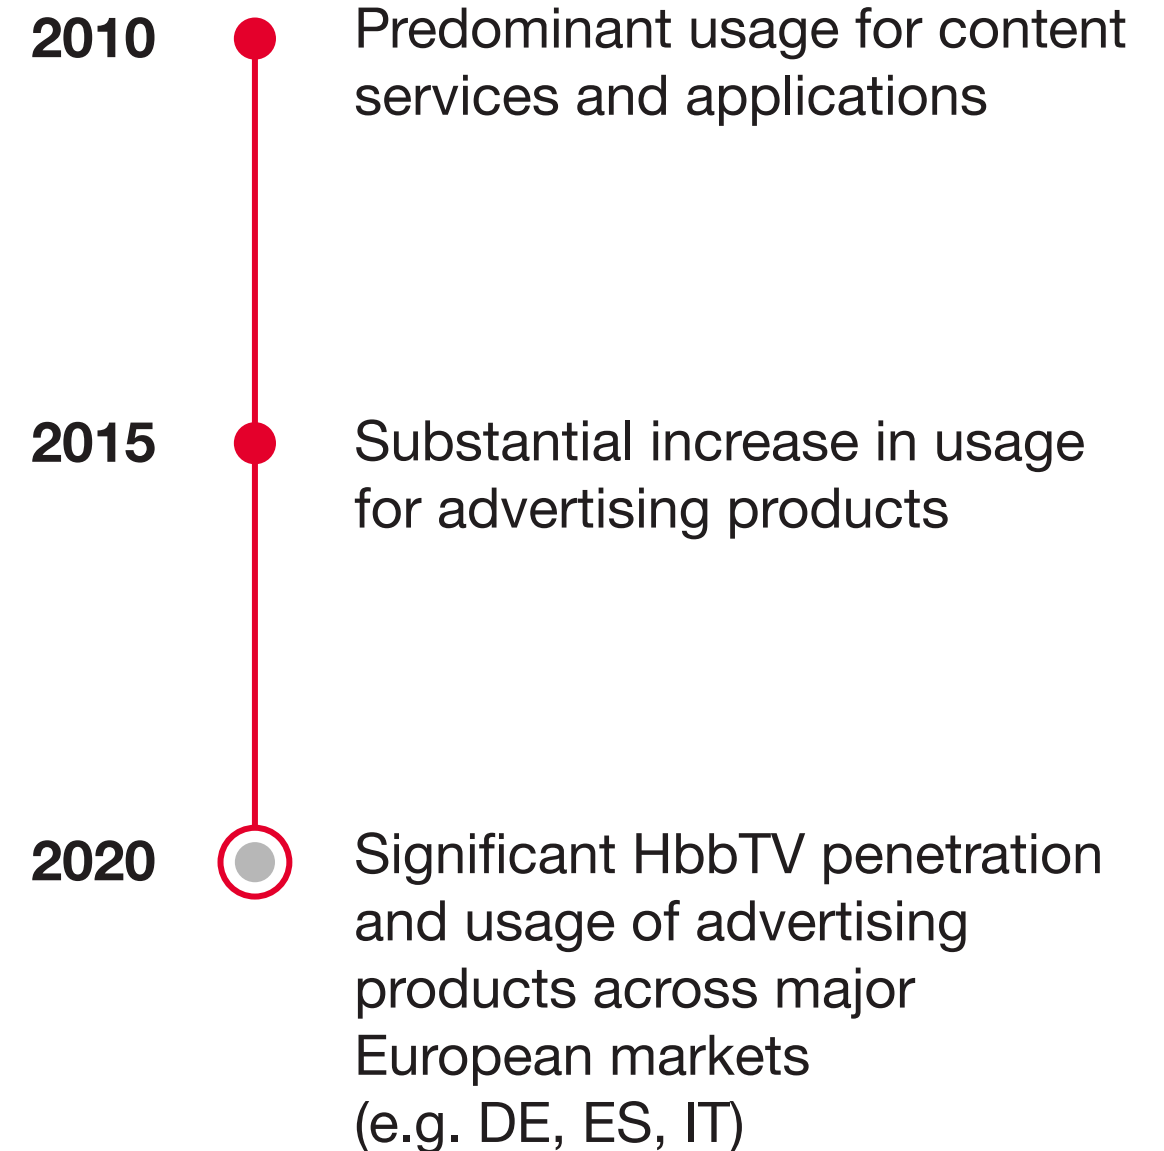 2010
Predominant usage for content
services and applications
2015
Substantial increase in usage
for advertising products
2020
Significant HbbTV penetration
and usage of advertising
products across major
European markets
(e.g. DE, ES, IT)